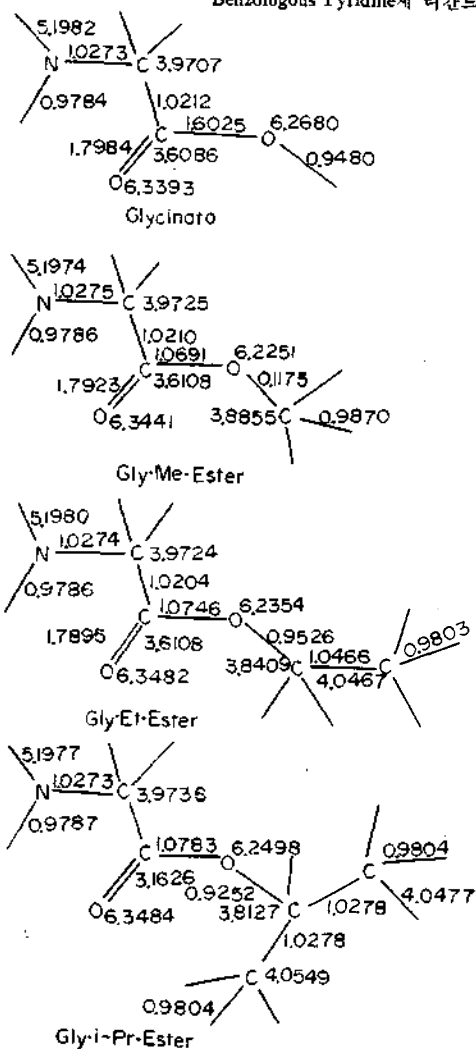 Benzologous Pyridine계 리간드
5.1982
N 1.0273 C 3.9707
0.9784 1.0212
1.6025 6.2680
1.7984 C O
3.6086 0.9480
O 6.3393
Glycinato
5.1974
N 1.0275 C 3.9725
0.9786 1.0210
1.0691 6.2251
C O
1.7923 3.6108 0.1175
O 6.3441 3.8855 C 0.9870
Gly·Me-Ester
5.1980
N 1.0274 C 3.9724
0.9786 1.0204
1.0746 6.2354
C O
1.7895 3.6108 0.9526 0.9803
O 6.3482 3.8409 C 1.0466 C
4.0467
Gly·Et·Ester
5.1977
N 1.0273 C 3.9736
0.9787
C 1.0783 O 6.2498 0.9804
3.1626 C
O 6.3484 0.9252 4.0477
3.8127 C 1.0278
1.0278
C 4.0549
0.9804
Gly·i-Pr·Ester